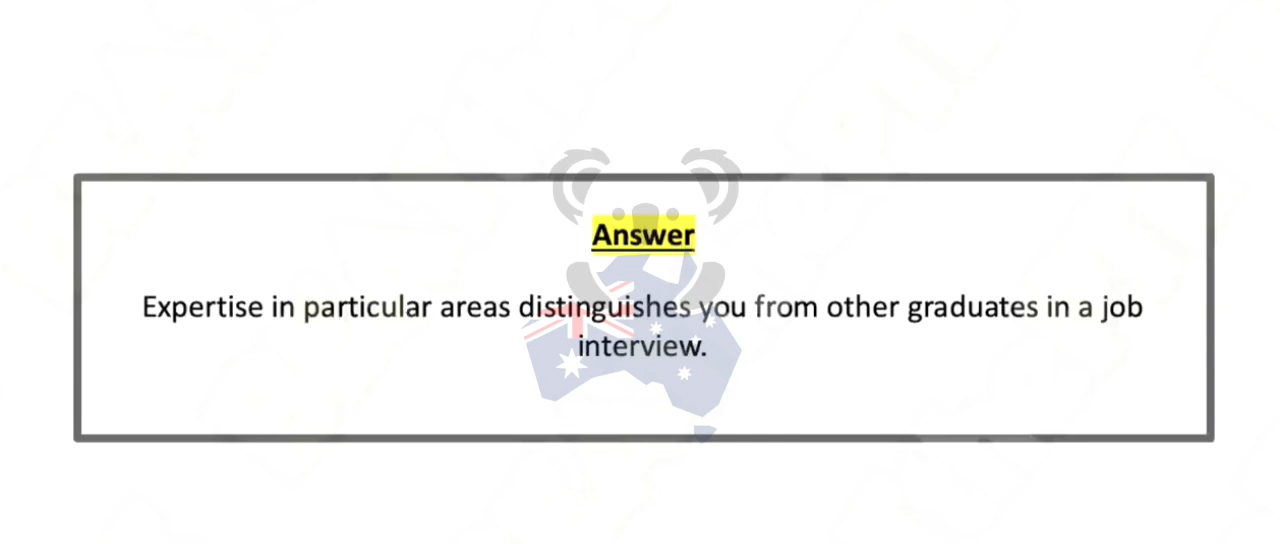 Answer
Expertise in particular areas distinguishes you from other graduates in a job
interview.